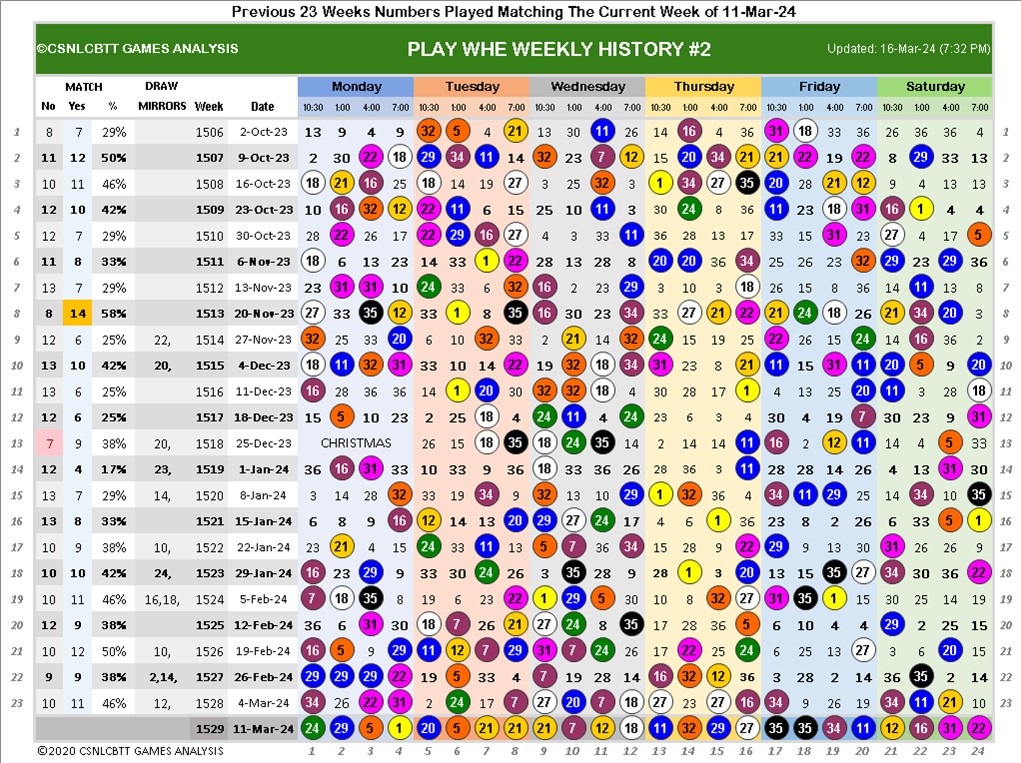 Previous 23 Weeks Numbers Played Matching The Current Week of 11-Mar-24
©CSNLCBTT GAMES ANALYSIS PLAY WHE WEEKLY HISTORY #2 Updated: 16-Mar-24 (7:32 PM)
MATCH DRAW Monday Tuesday Wednesday Thursday Friday Saturday
No Yes % MIRRORS Week Date 10:30 1:00 4:00 7:00 10:30 1:00 4:00 7:00 10:30 1:00 4:00 7:00 10:30 1:00 4:00 7:00 10:30 1:00 4:00 7:00 10:30 1:00 4:00 7:00
1 8 7 29% 1506 2-Oct-23 13 9 4 9 32 5 4 21 13 30 11 26 14 16 4 36 31 18 33 36 26 36 36 4 1
2 11 12 50% 1507 9-Oct-23 2 30 22 18 29 34 11 14 32 23 7 12 15 20 34 21 21 22 19 22 8 29 33 13 2
3 10 11 46% 1508 16-Oct-23 18 21 16 25 18 14 19 27 3 25 32 3 1 34 27 35 20 28 21 12 9 4 13 13 3
4 12 10 42% 1509 23-Oct-23 10 16 32 12 22 11 6 15 25 10 11 3 30 24 8 4 11 23 18 31 16 1 4 4 4
5 12 7 29% 1510 30-Oct-23 28 22 26 17 22 29 16 27 4 3 33 11 36 28 13 17 33 15 31 23 27 4 17 5 5
6 11 8 33% 1511 6-Nov-23 18 6 13 23 14 33 1 22 28 13 28 8 20 20 36 34 25 26 23 32 29 23 29 36 6
7 13 7 29% 1512 13-Nov-23 23 31 31 10 24 33 6 32 16 2 23 29 3 10 3 18 26 15 8 36 14 11 13 8 7
8 8 14 58% 1513 20-Nov-23 27 33 35 12 33 1 8 35 16 30 23 34 33 27 21 22 21 24 18 26 21 34 20 3 8
9 12 6 25% 22, 1514 27-Nov-23 32 9 3 20 6 10 32 33 2 21 14 32 24 15 19 25 22 26 15 24 14 16 36 2 9
10 13 10 42% 20, 1515 4-Dec-23 18 11 32 31 33 10 14 22 19 32 18 34 31 23 8 21 11 15 31 11 20 5 9 20 10
11 13 6 25% 1516 11-Dec-23 16 28 36 36 14 1 20 30 32 32 18 4 30 28 17 1 4 13 25 20 11 3 28 18 11
12 12 6 25% 1517 18-Dec-23 15 5 10 23 2 25 18 4 24 11 4 24 23 6 3 4 30 4 19 7 30 23 9 31 12
13 7 9 38% 20, 1518 25-Dec-23 CHRISTMAS 26 15 18 35 18 24 35 14 2 14 14 11 16 2 12 11 14 4 5 33 13
14 12 4 17% 23, 1519 1-Jan-24 36 16 31 33 10 33 9 36 18 33 36 26 28 36 3 11 28 28 14 26 4 13 31 30 14
15 13 7 29% 14, 1520 8-Jan-24 3 14 28 32 33 19 34 9 32 13 10 29 1 32 36 4 34 11 29 25 14 34 10 35 15
16 13 8 33% 1521 15-Jan-24 6 8 9 16 12 14 13 20 29 27 24 17 4 6 1 36 23 8 2 26 6 33 5 1 16
17 10 9 38% 10, 1522 22-Jan-24 23 21 4 15 24 33 11 13 5 7 36 34 15 28 9 22 29 9 13 30 31 26 26 9 17
18 10 10 42% 24, 1523 29-Jan-24 16 23 29 9 33 30 24 26 3 35 28 9 28 1 3 20 13 15 35 27 34 30 36 22 18
19 10 11 46% 16,18, 1524 5-Feb-24 7 18 35 8 19 6 23 22 1 29 5 30 10 8 32 27 31 35 1 15 30 25 14 19 19
20 12 9 38% 1525 12-Feb-24 36 6 31 30 18 7 26 21 27 24 8 35 17 28 36 5 6 10 4 4 29 2 25 15 20
21 10 12 50% 10, 1526 19-Feb-24 16 5 9 29 11 12 7 29 31 7 24 26 15 22 25 24 6 25 13 27 3 6 20 15 21
22 9 9 38% 2,14, 1527 26-Feb-24 29 29 29 22 19 5 33 4 7 19 28 14 16 32 12 36 3 28 2 14 36 35 2 14 22
23 10 11 46% 12, 1528 4-Mar-24 34 26 22 31 6 24 17 7 27 20 7 18 17 23 27 16 34 9 26 19 34 11 21 10 23
1529 11-Mar-24 24 29 5 1 20 5 21 21 21 7 12 18 11 32 29 27 35 35 34 11 12 16 31 22
©2020 CSNLCBTT GAMES ANALYSIS 1 2 3 4 5 6 7 8 9 10 11 12 13 14 15 16 17 18 19 20 21 22 23 24